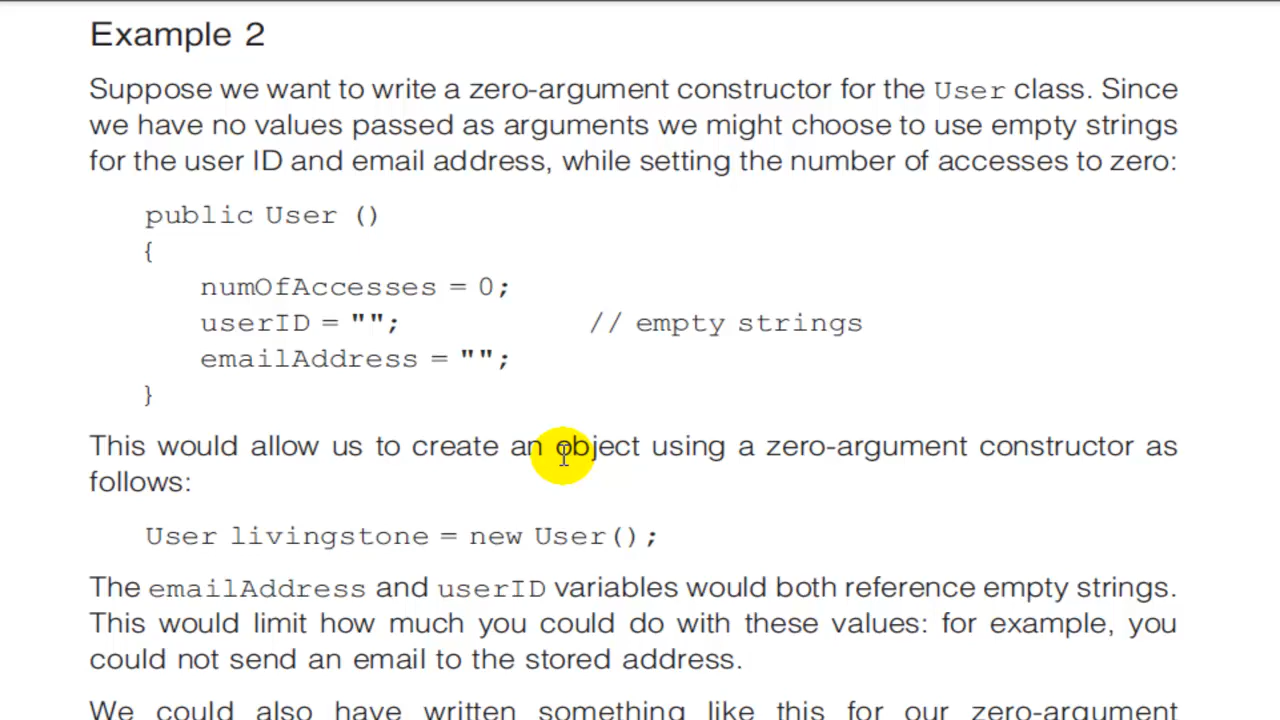 Example 2
Suppose we want to write a zero-argument constructor for the User class. Since
we have no values passed as arguments we might choose to use empty strings
for the user ID and email address, while setting the number of accesses to zero:
public User ()
{
numOfAccesses = 0;
userID = ""; // empty strings
emailAddress = "";
}
This would allow us to create an object using a zero-argument constructor as
follows:
User livingstone = new User();
The emailAddress and userID variables would both reference empty strings.
This would limit how much you could do with these values: for example, you
could not send an email to the stored address.
We could also have written something like this for our zero-argument